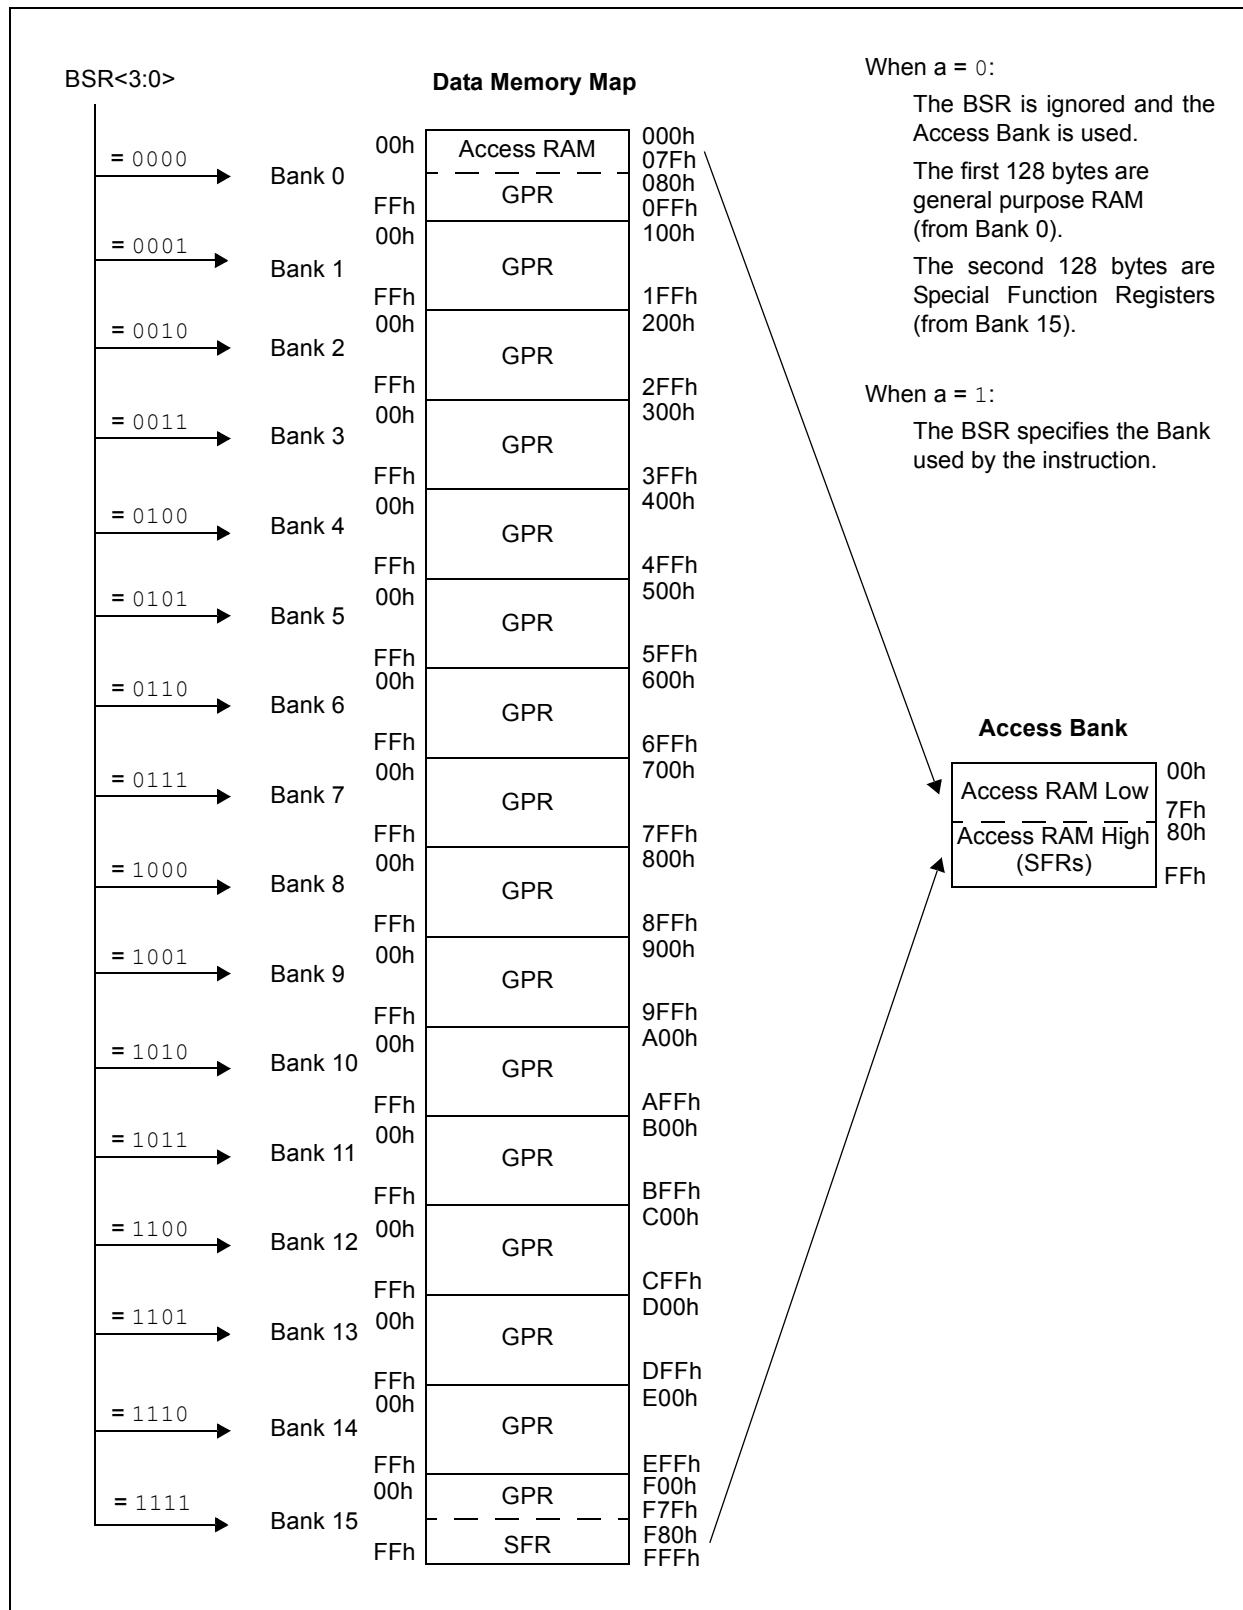 BSR<3:0>
Data Memory Map
When a = 0:
The BSR is ignored and the
Access Bank is used.
The first 128 bytes are
general purpose RAM
(from Bank 0).
The second 128 bytes are
Special Function Registers
(from Bank 15).
When a = 1:
The BSR specifies the Bank
used by the instruction.
= 0000
Bank 0
00h
Access RAM
000h
07Fh
GPR
080h
FFh
0FFh
= 0001
Bank 1
00h
GPR
100h
FFh
1FFh
= 0010
Bank 2
00h
GPR
200h
FFh
2FFh
= 0011
Bank 3
00h
GPR
300h
FFh
3FFh
= 0100
Bank 4
00h
GPR
400h
FFh
4FFh
= 0101
Bank 5
00h
GPR
500h
FFh
5FFh
= 0110
Bank 6
00h
GPR
600h
FFh
6FFh
= 0111
Bank 7
00h
GPR
700h
FFh
7FFh
= 1000
Bank 8
00h
GPR
800h
FFh
8FFh
= 1001
Bank 9
00h
GPR
900h
FFh
9FFh
= 1010
Bank 10
00h
GPR
A00h
FFh
AFFh
= 1011
Bank 11
00h
GPR
B00h
FFh
BFFh
= 1100
Bank 12
00h
GPR
C00h
FFh
CFFh
= 1101
Bank 13
00h
GPR
D00h
FFh
DFFh
= 1110
Bank 14
00h
GPR
E00h
FFh
EFFh
= 1111
Bank 15
00h
GPR
F00h
F7Fh
SFR
F80h
FFh
FFFh
Access Bank
Access RAM Low
00h
7Fh
Access RAM High
(SFRs)
80h
FFh